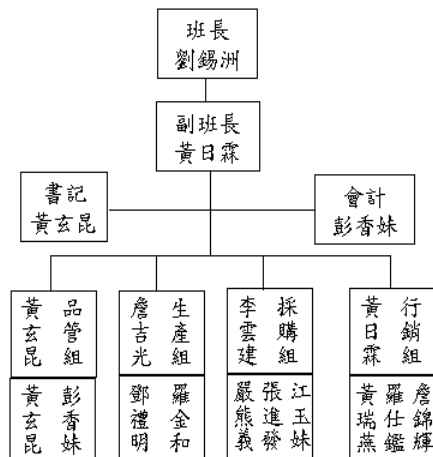 班長
劉錫洲
副班長
黃日霖
書記
黃玄昆
會計
彭香妹
品管組
黃玄昆
生產組
詹吉光
採購組
李雲建
行銷組
黃日霖
彭香妹
黃玄昆
羅金和
鄧禮明
江玉妹
張進發
嚴熊義
詹錦輝
羅仕鑑
黃瑞燕